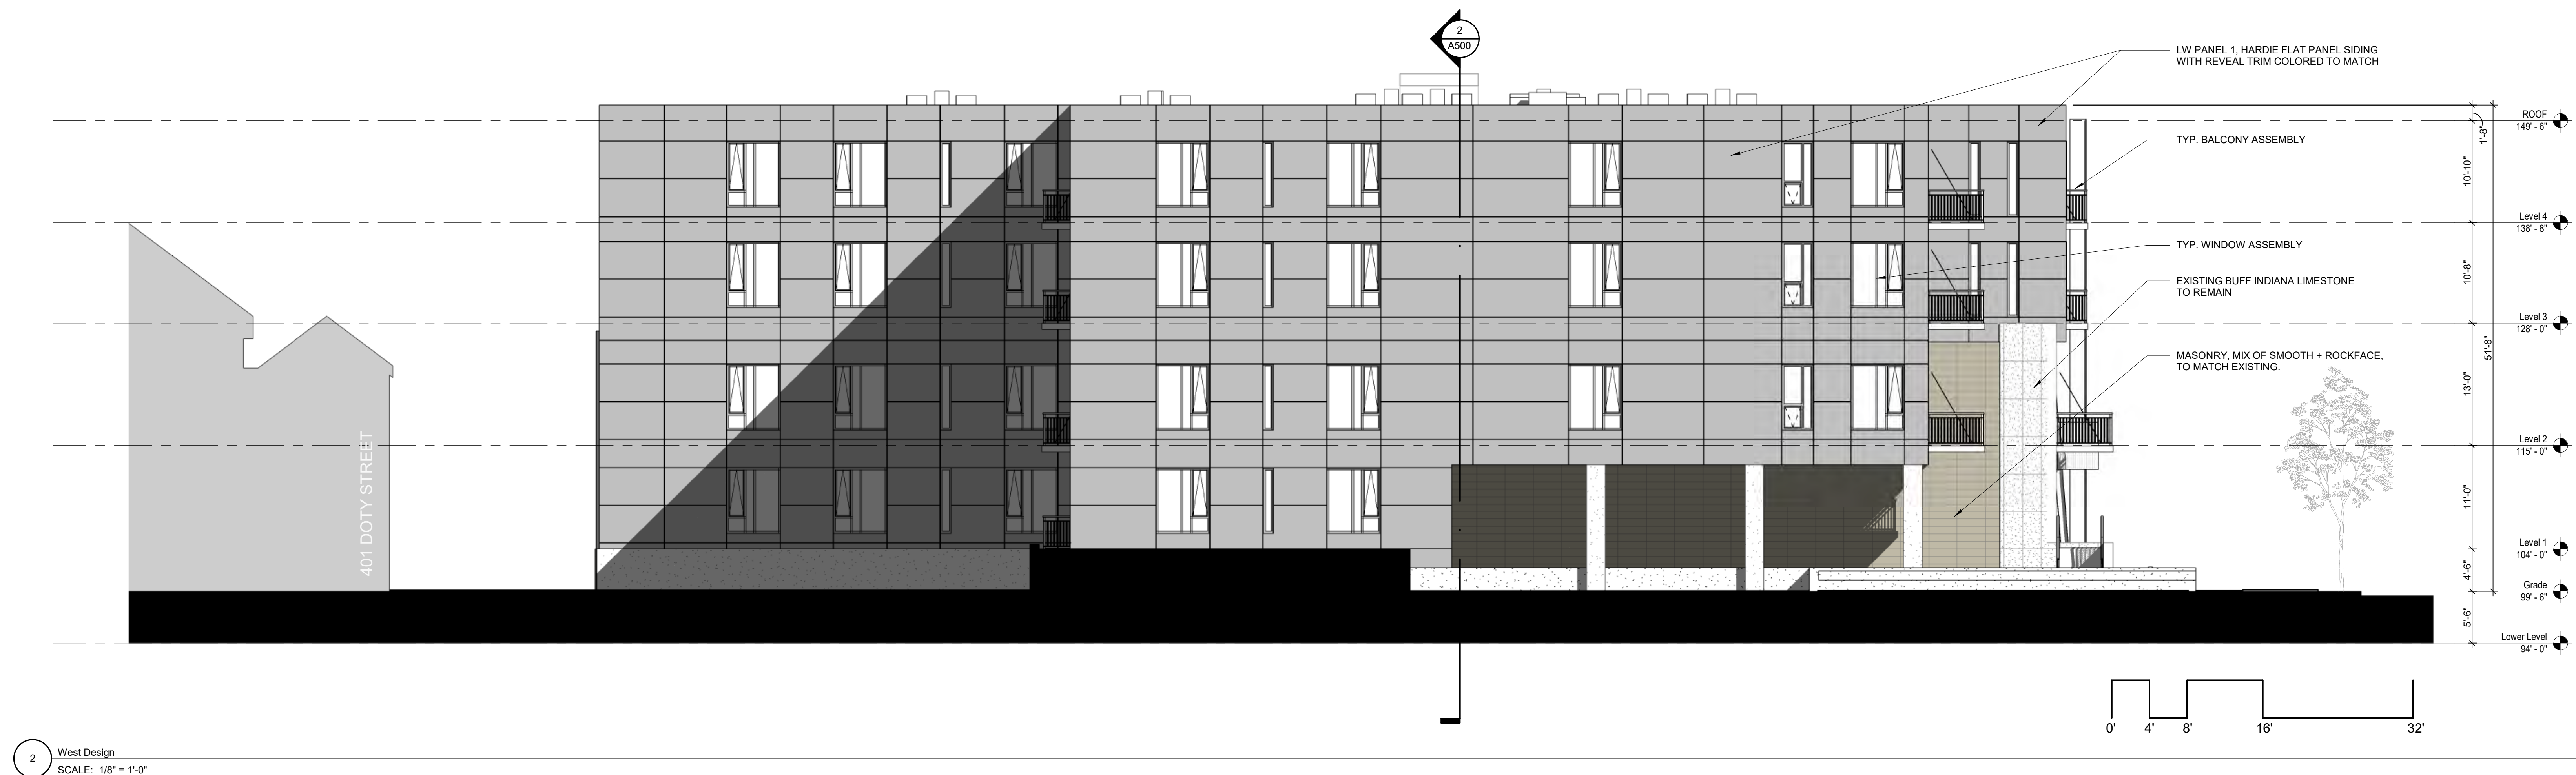 2
A500
LW PANEL 1, HARDIE FLAT PANEL SIDING
WITH REVEAL TRIM COLORED TO MATCH
TYP. BALCONY ASSEMBLY
TYP. WINDOW ASSEMBLY
EXISTING BUFF INDIANA LIMESTONE
TO REMAIN
MASONRY, MIX OF SMOOTH + ROCKFACE,
TO MATCH EXISTING.
401 DOTY STREET
1'-8"
10'-10"
10'-8"
13'-0"
11'-0"
4'-6"
5'-6"
51'-8"
ROOF
149' - 6"
Level 4
138' - 8"
Level 3
128' - 0"
Level 2
115' - 0"
Level 1
104' - 0"
Grade
99' - 6"
Lower Level
94' - 0"
0' 4' 8' 16' 32'
2
West Design
SCALE: 1/8" = 1'-0"